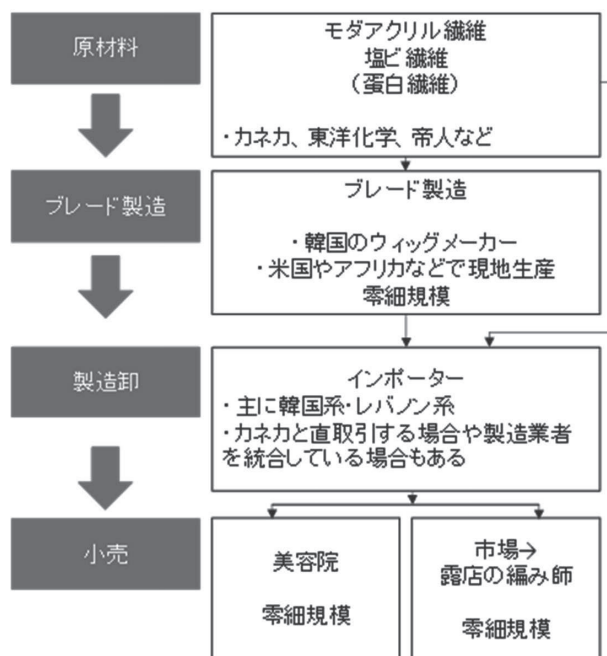 原材料
モダアクリル繊維
塩ビ繊維
（蛋白繊維）
・カネカ、東洋化学、帝人など
ブレード製造
ブレード製造
・韓国のウィッグメーカー
・米国やアフリカなどで現地生産
零細規模
製造卸
インポーター
・主に韓国系・レバノン系
・カネカと直取引する場合や製造業者
を統合している場合もある
小売
美容院
零細規模
市場→
露店の編み師
零細規模